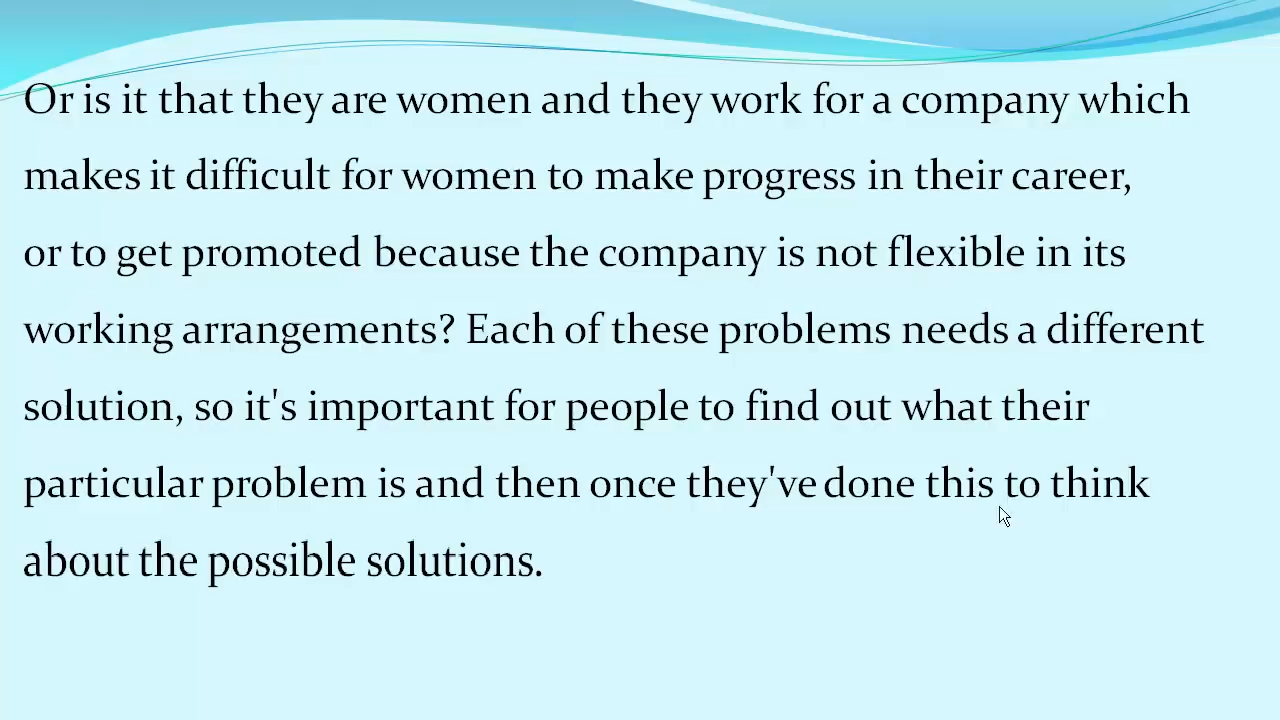 Or is it that they are women and they work for a company which
makes it difficult for women to make progress in their career,
or to get promoted because the company is not flexible in its
working arrangements? Each of these problems needs a different
solution, so it's important for people to find out what their
particular problem is and then once they've done this to think
about the possible solutions.